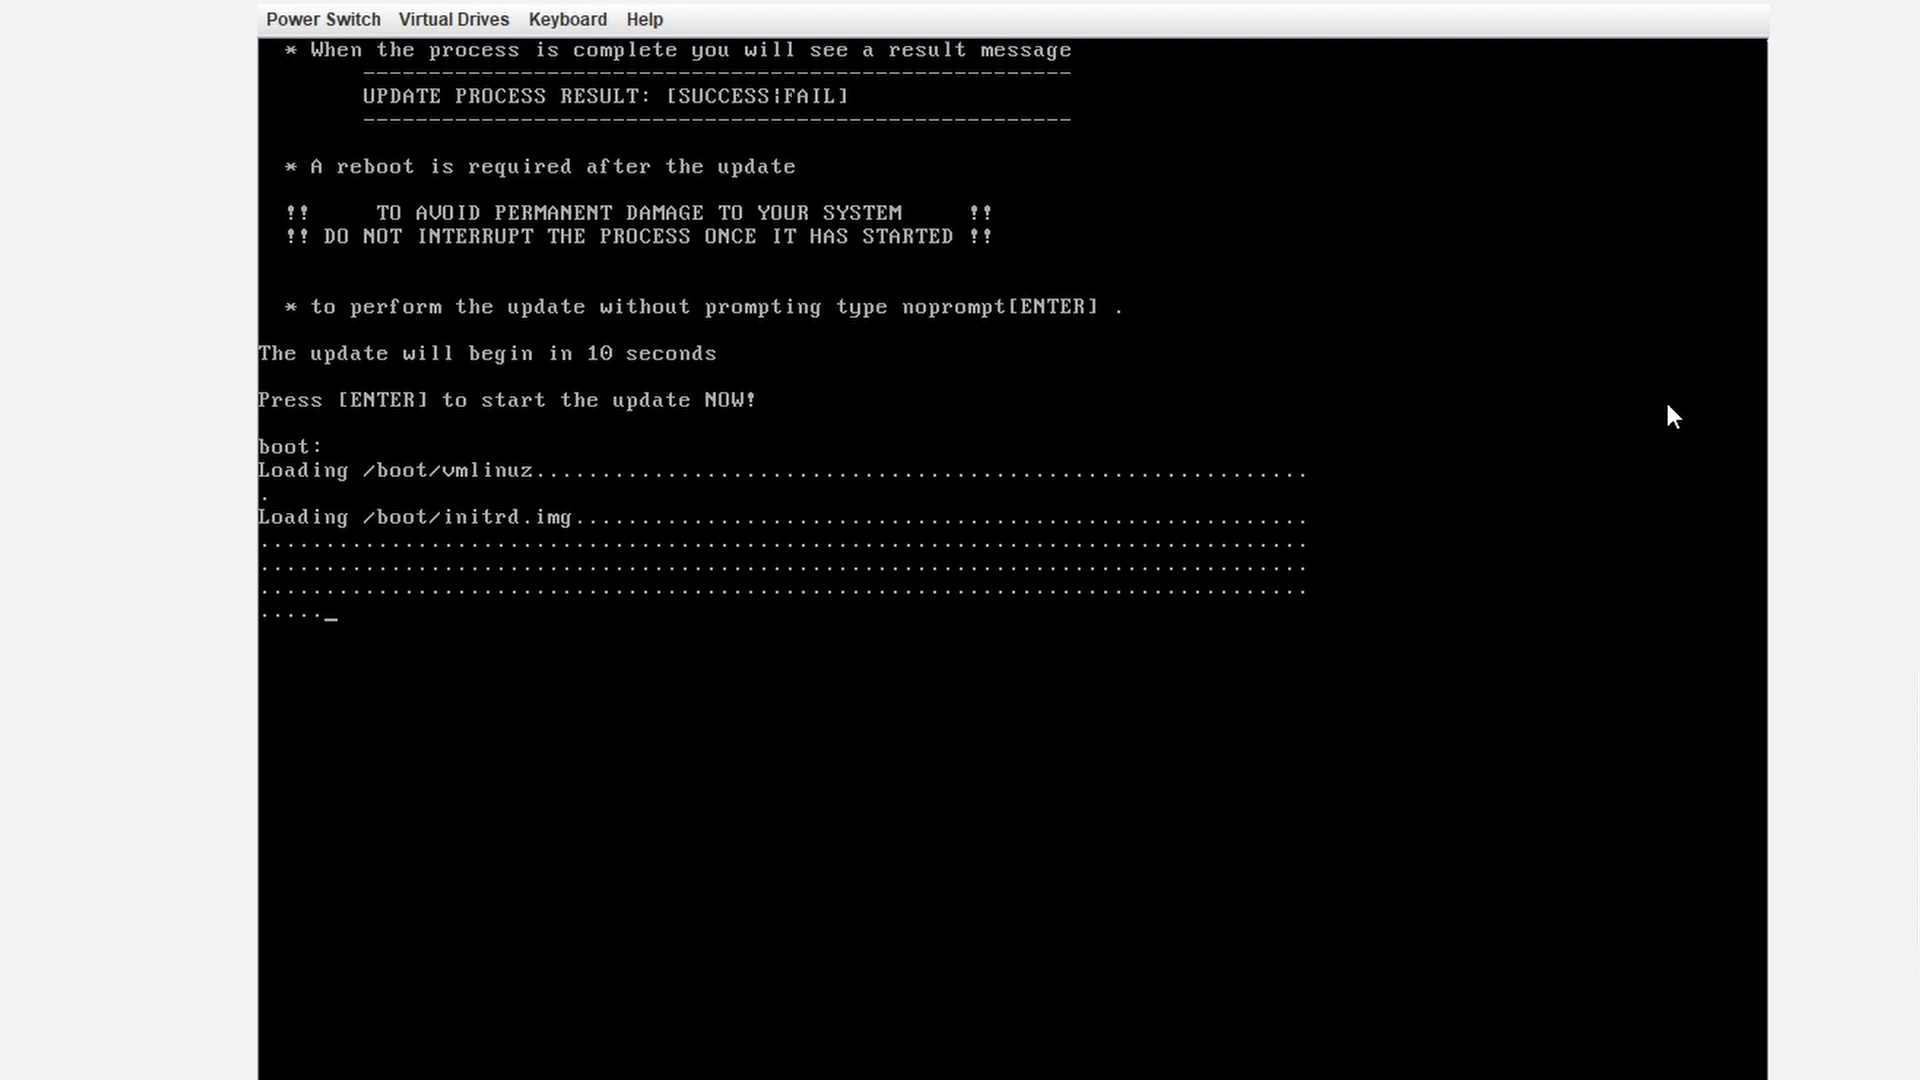 Power Switch Virtual Drives Keyboard Help
* When the process is complete you will see a result message
------------------------------------------------------
UPDATE PROCESS RESULT: [SUCCESS|FAIL]
------------------------------------------------------
* A reboot is required after the update
!! TO AVOID PERMANENT DAMAGE TO YOUR SYSTEM !!
!! DO NOT INTERRUPT THE PROCESS ONCE IT HAS STARTED !!
* to perform the update without prompting type noprompt[ENTER] .
The update will begin in 10 seconds
Press [ENTER] to start the update NOW!
boot:
Loading /boot/vmlinuz...........................................................
.
Loading /boot/initrd.img........................................................
................................................................................
................................................................................
................................................................................
....._